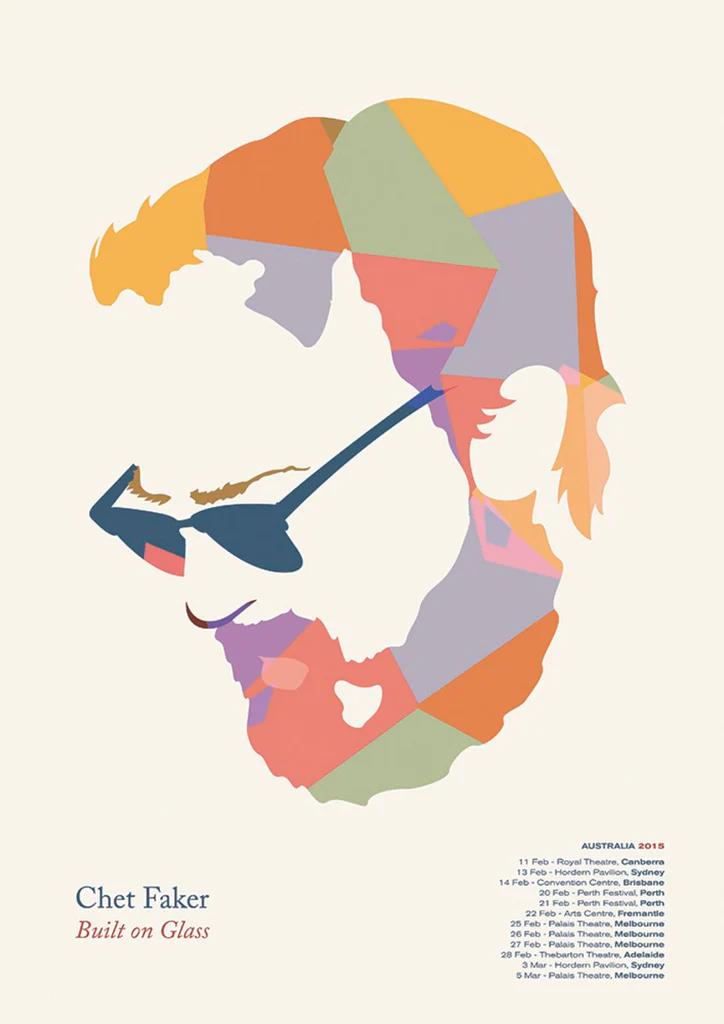 Chet Faker
Built on Glass
AUSTRALIA 2015
11 Feb - Royal Theatre, Canberra
13 Feb - Hordern Pavilion, Sydney
14 Feb - Convention Centre, Brisbane
20 Feb - Perth Festival, Perth
21 Feb - Perth Festival, Perth
22 Feb - Arts Centre, Fremantle
25 Feb - Palais Theatre, Melbourne
26 Feb - Palais Theatre, Melbourne
27 Feb - Palais Theatre, Melbourne
28 Feb - Thebarton Theatre, Adelaide
3 Mar - Hordern Pavilion, Sydney
5 Mar - Palais Theatre, Melbourne